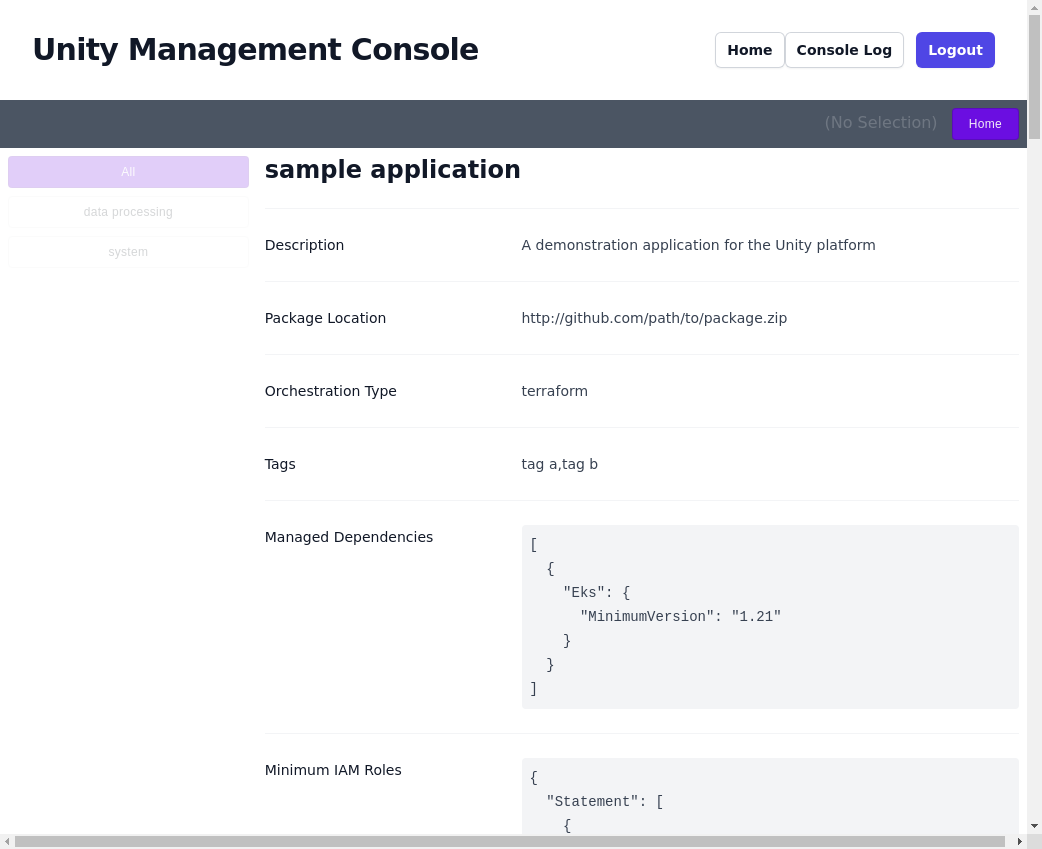 Unity Management Console
Home
Console Log
Logout
(No Selection)
Home
All
data processing
system
sample application
Description
A demonstration application for the Unity platform
Package Location
http://github.com/path/to/package.zip
Orchestration Type
terraform
Tags
tag a,tag b
Managed Dependencies
[
  {
    "Eks": {
      "MinimumVersion": "1.21"
    }
  }
]
Minimum IAM Roles
{
  "Statement": [
    {